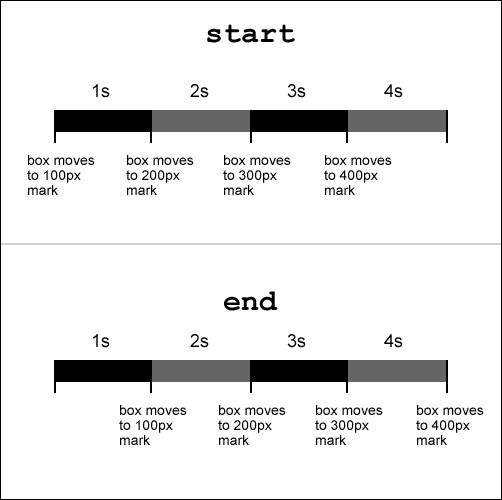 start
1s 2s 3s 4s
box moves box moves box moves box moves
to 100px to 200px to 300px to 400px
mark mark mark mark
end
1s 2s 3s 4s
box moves box moves box moves box moves
to 100px to 200px to 300px to 400px
mark mark mark mark